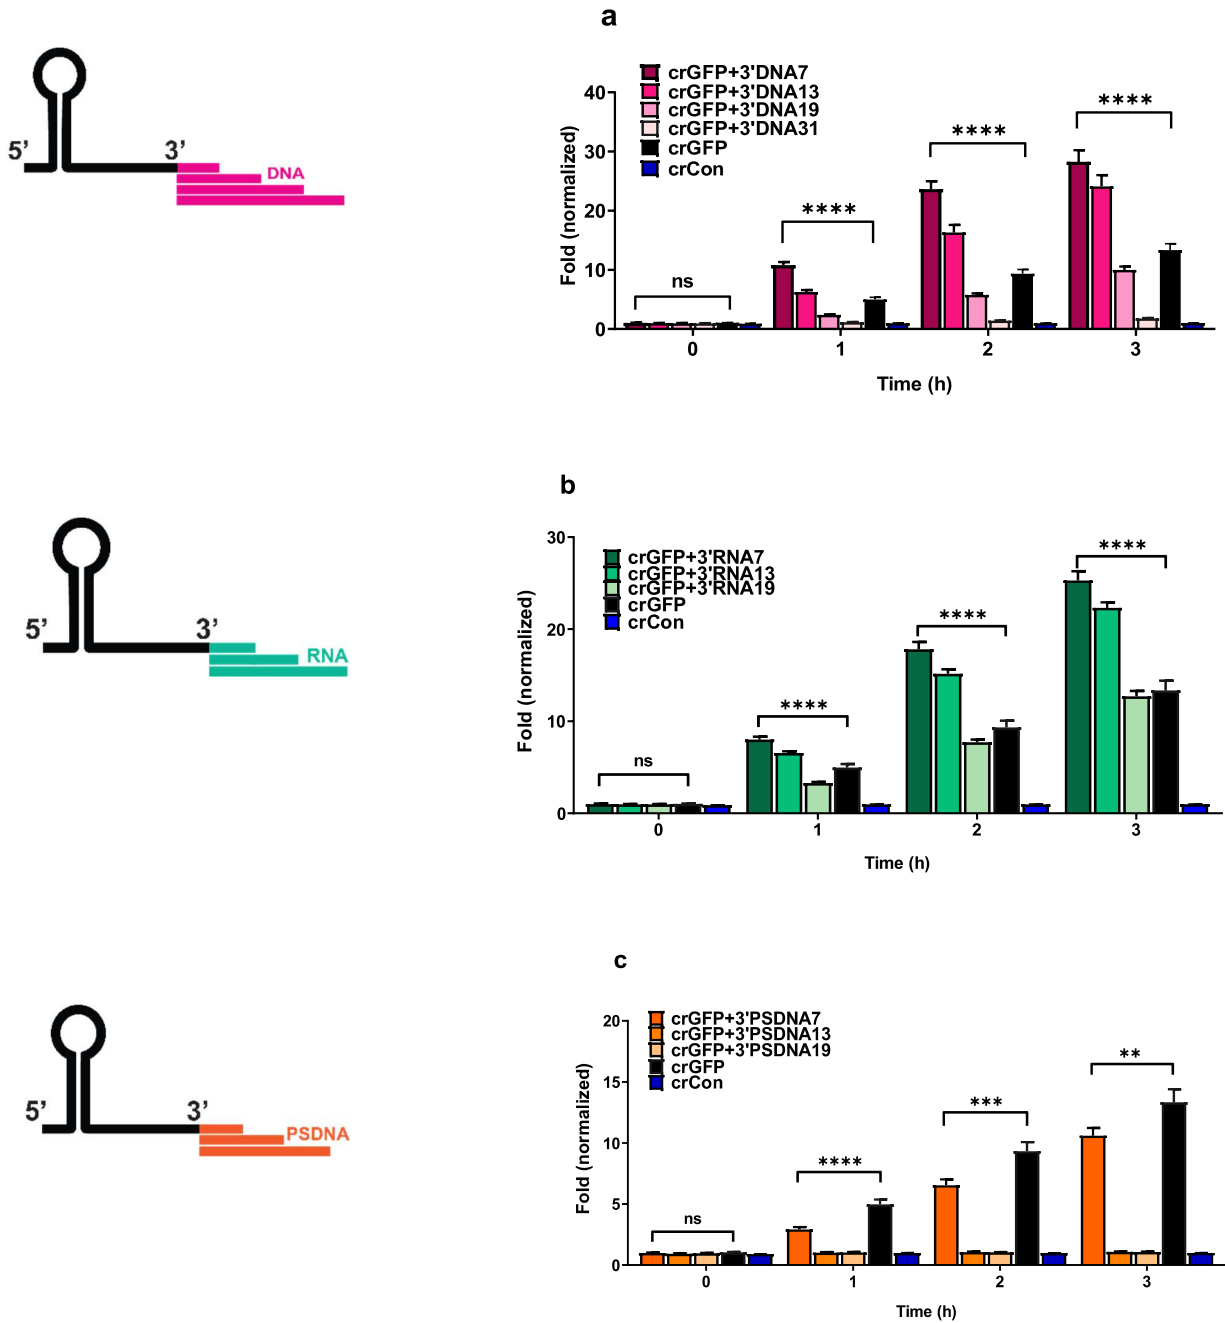 a
5’
3’
DNA
crGFP+3'DNA7
crGFP+3'DNA13
crGFP+3'DNA19
crGFP+3'DNA31
crGFP
crCon
Fold (normalized)
40
30
20
10
0
ns
****
****
****
0 1 2 3
Time (h)
b
5’
3’
RNA
crGFP+3'RNA7
crGFP+3'RNA13
crGFP+3'RNA19
crGFP
crCon
Fold (normalized)
30
20
10
0
ns
****
****
****
0 1 2 3
Time (h)
c
5’
3’
PSDNA
crGFP+3'PSDNA7
crGFP+3'PSDNA13
crGFP+3'PSDNA19
crGFP
crCon
Fold (normalized)
20
15
10
5
0
ns
****
***
**
0 1 2 3
Time (h)